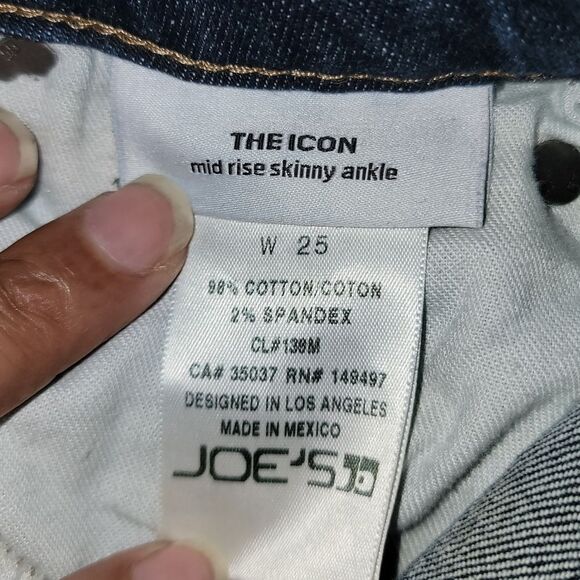 THE ICON
mid rise skinny ankle
W 25
98% COTTON/COTON
2% SPANDEX
CL#138M
CA# 35037 RN# 149497
DESIGNED IN LOS ANGELES
MADE IN MEXICO
JOE'S